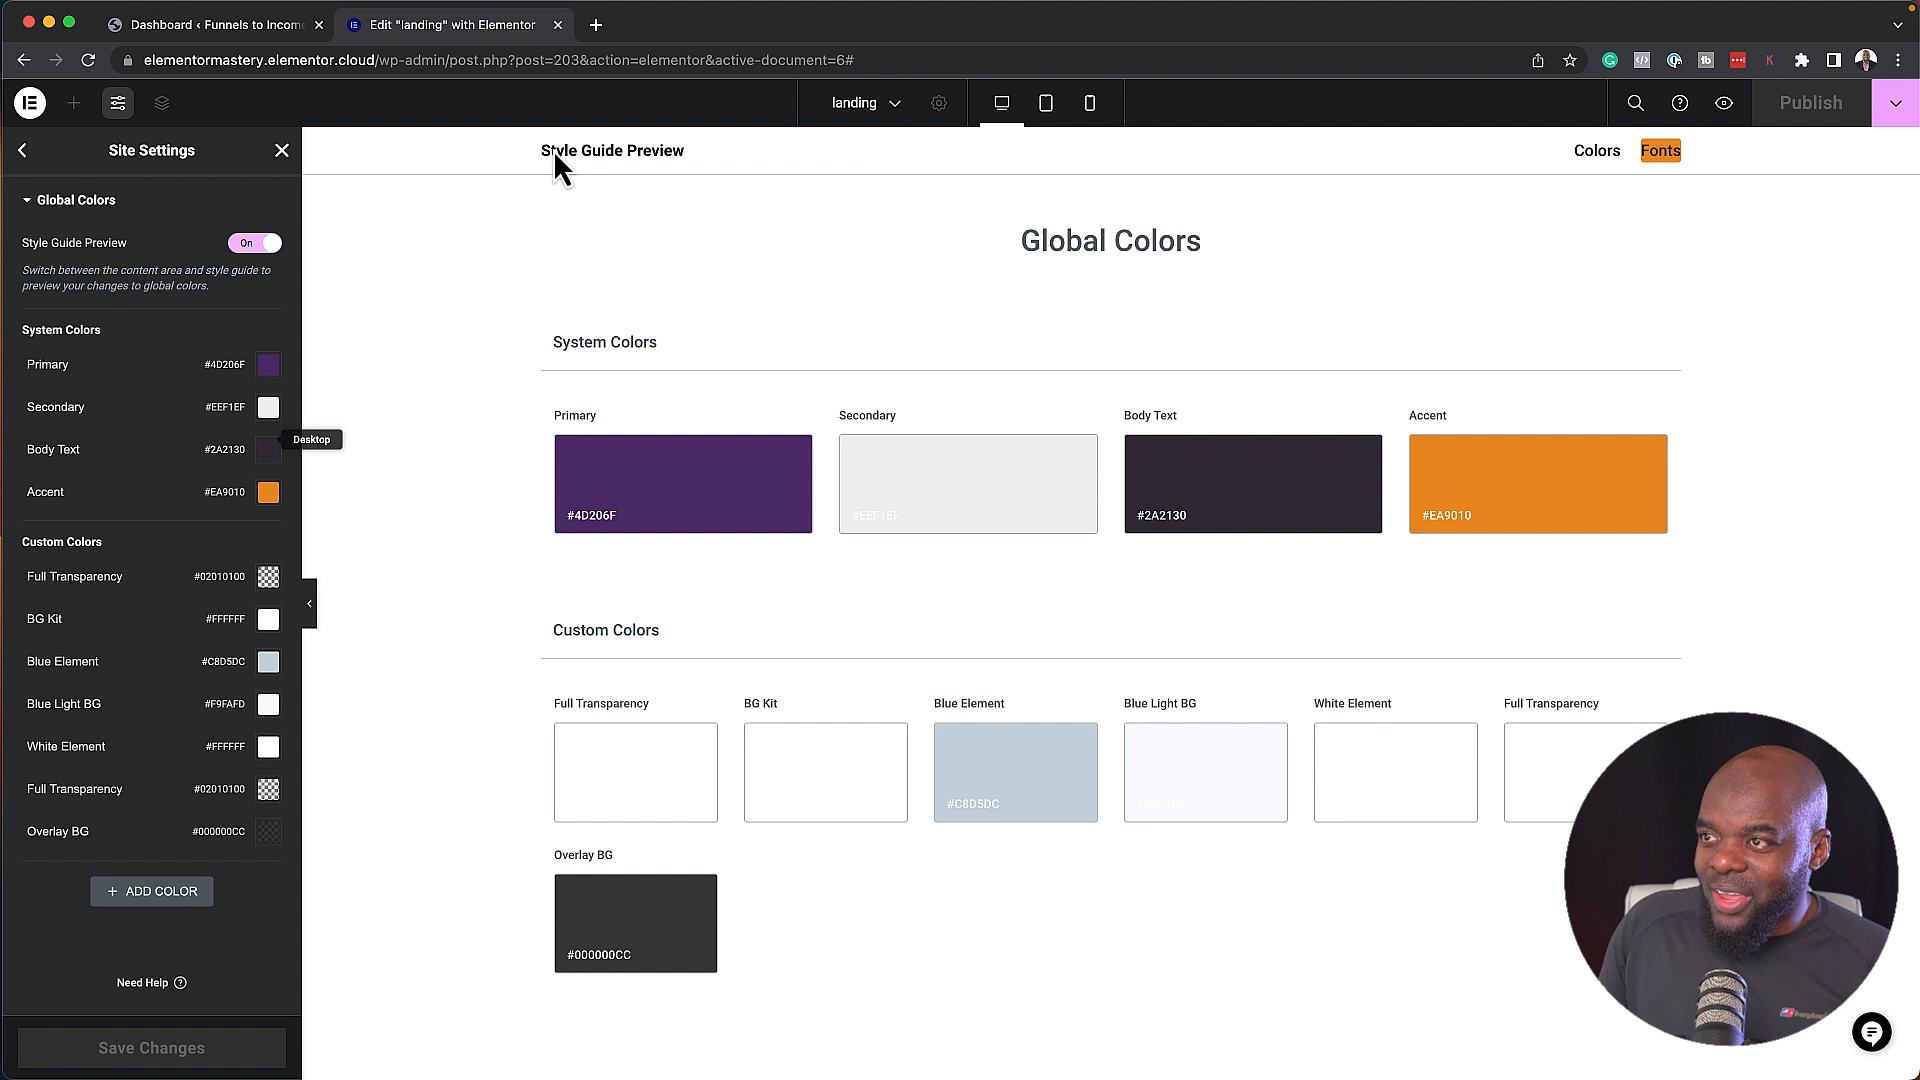 Dashboard ‹ Funnels to Incom
Edit "landing" with Elementor
elementormastery.elementor.cloud/wp-admin/post.php?post=203&action=elementor&active-document=6#
landing
Publish
Site Settings
Style Guide Preview
Colors
Fonts
Global Colors
Style Guide Preview
On
Switch between the content area and style guide to
preview your changes to global colors.
System Colors
Primary
#4D206F
Secondary
#EEF1EF
Body Text
#2A2130
Desktop
Accent
#EA9010
Custom Colors
Full Transparency
#02010100
BG Kit
#FFFFFF
Blue Element
#C8D5DC
Blue Light BG
#F9FAFD
White Element
#FFFFFF
Full Transparency
#02010100
Overlay BG
#000000CC
+ ADD COLOR
Need Help
Save Changes
Global Colors
System Colors
Primary
Secondary
Body Text
Accent
#4D206F
#EEF1EF
#2A2130
#EA9010
Custom Colors
Full Transparency
BG Kit
Blue Element
Blue Light BG
White Element
Full Transparency
#C8D5DC
#F9FAFD
Overlay BG
#000000CC